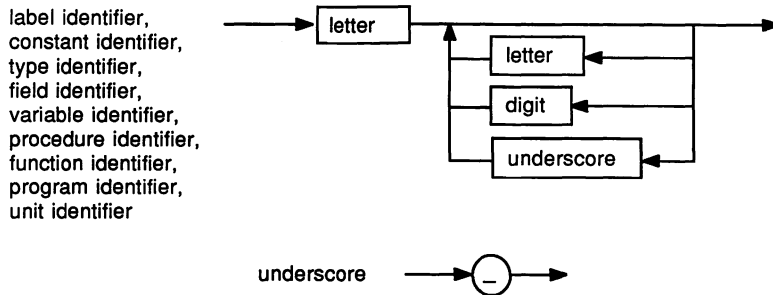 label identifier,
constant identifier,
type identifier,
field identifier,
variable identifier,
procedure identifier,
function identifier,
program identifier,
unit identifier
letter
letter
digit
underscore
underscore
_